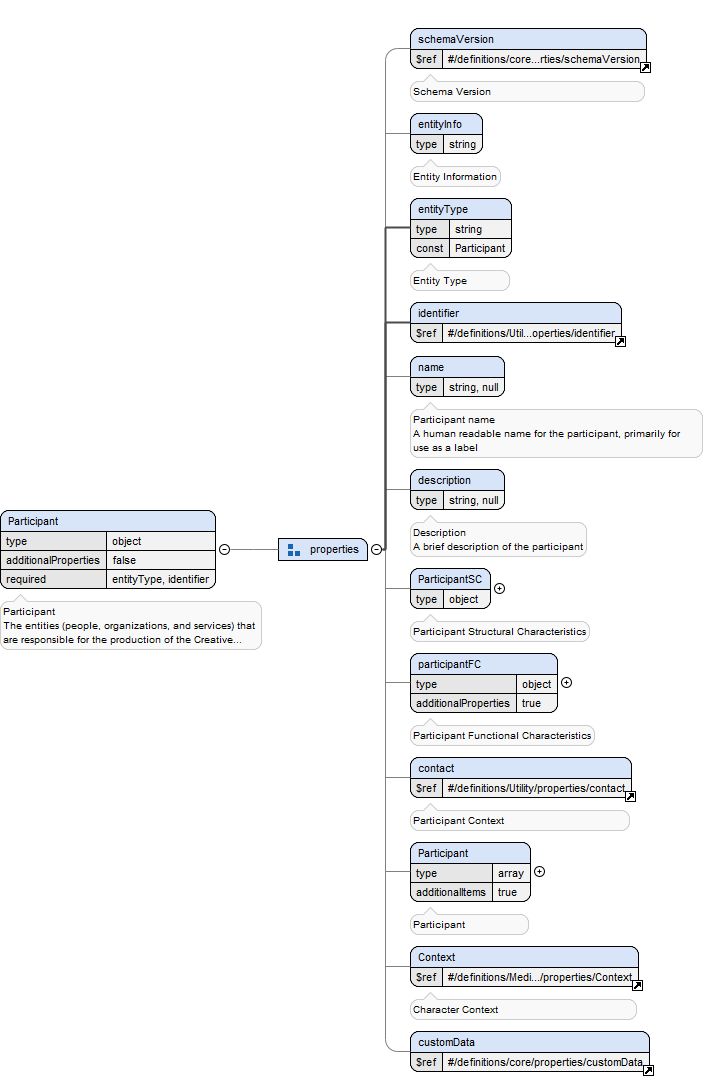 schemaVersion
$ref #/definitions/core...rties/schemaVersion
Schema Version
entityInfo
type string
Entity Information
entityType
type string
const Participant
Entity Type
identifier
$ref #/definitions/Util...operties/identifier
name
type string, null
Participant name
A human readable name for the participant, primarily for
use as a label
description
type string, null
Description
A brief description of the participant
Participant
type object
additionalProperties false
required entityType, identifier
Participant
The entities (people, organizations, and services) that
are responsible for the production of the Creative...
properties
ParticipantSC
type object
Participant Structural Characteristics
participantFC
type object
additionalProperties true
Participant Functional Characteristics
contact
$ref #/definitions/Utility/properties/contact
Participant Context
Participant
type array
additionalItems true
Participant
Context
$ref #/definitions/Medi.../properties/Context
Character Context
customData
$ref #/definitions/core/properties/customData